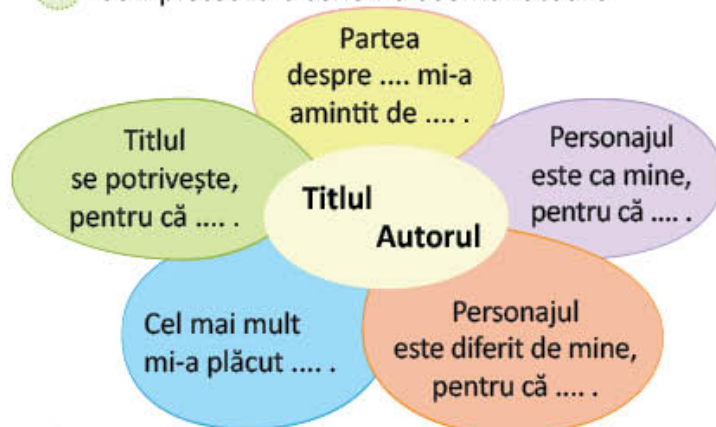 Partea
despre .... mi-a
amintit de .... .
Titlul
se potrivește,
pentru că .... .
Personajul
este ca mine,
pentru că .... .
Titlul
Autorul
Cel mai mult
mi-a plăcut .... .
Personajul
este diferit de mine,
pentru că .... .